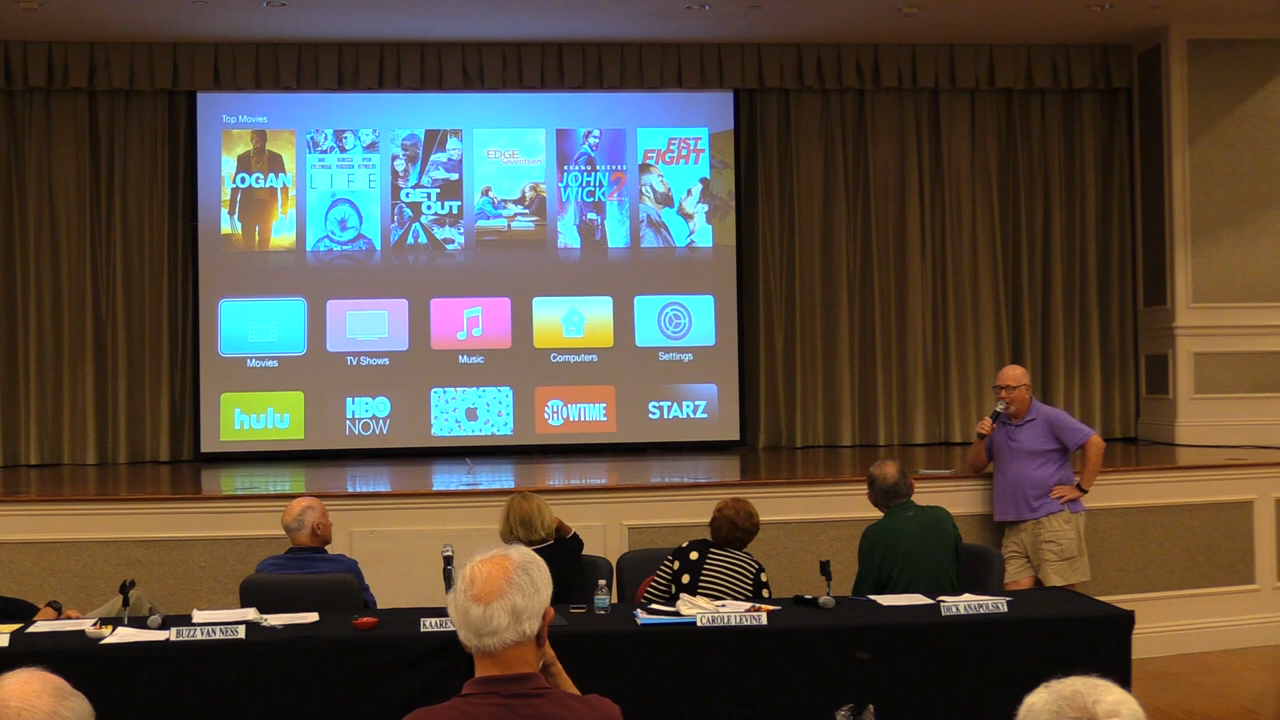 Top Movies
LOGAN
LIFE
GET OUT
EDGE
Seventeen
KEANU REEVES
JOHN
WICK 2
FIST
FIGHT
Movies
TV Shows
Music
Computers
Settings
hulu
HBO
NOW
SHOWTIME
STARZ
BUZZ VAN NESS
KAAREN
CAROLE LEVINE
DICK ANAPOLSKY